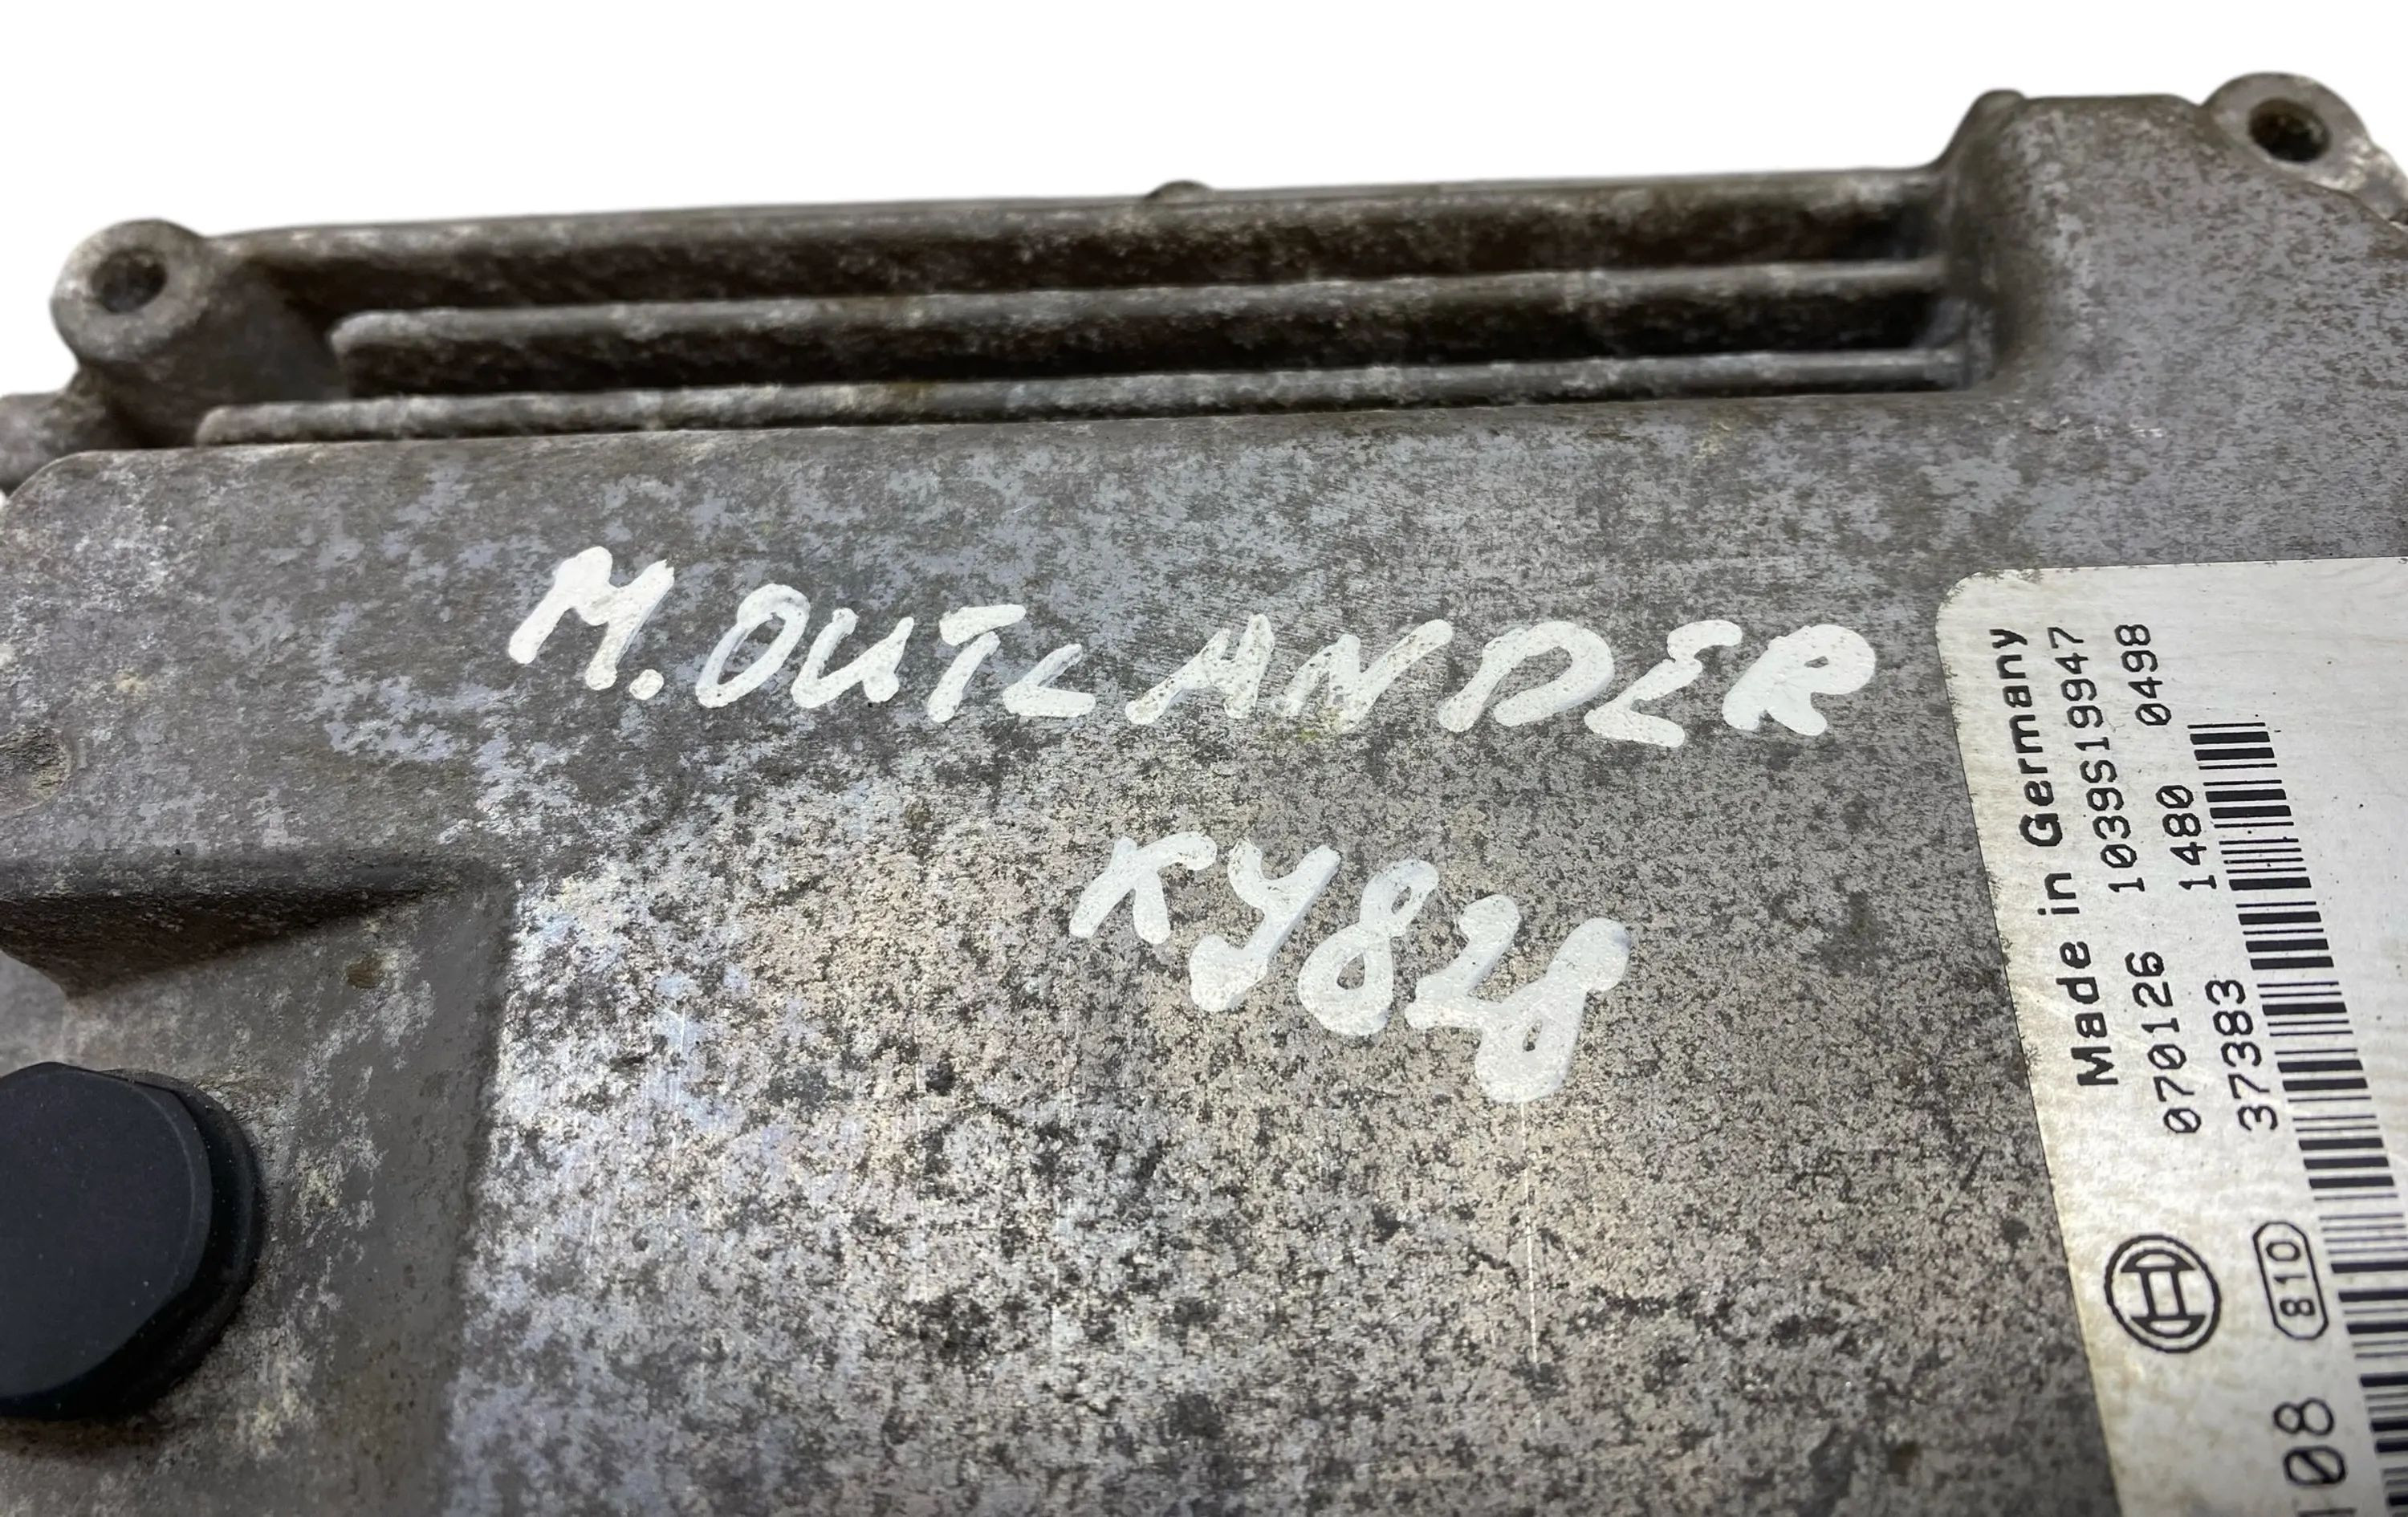 M. OUTLANDER
KY828
Made in Germany
070126 1039S19947
37383 1480 0498
810
108